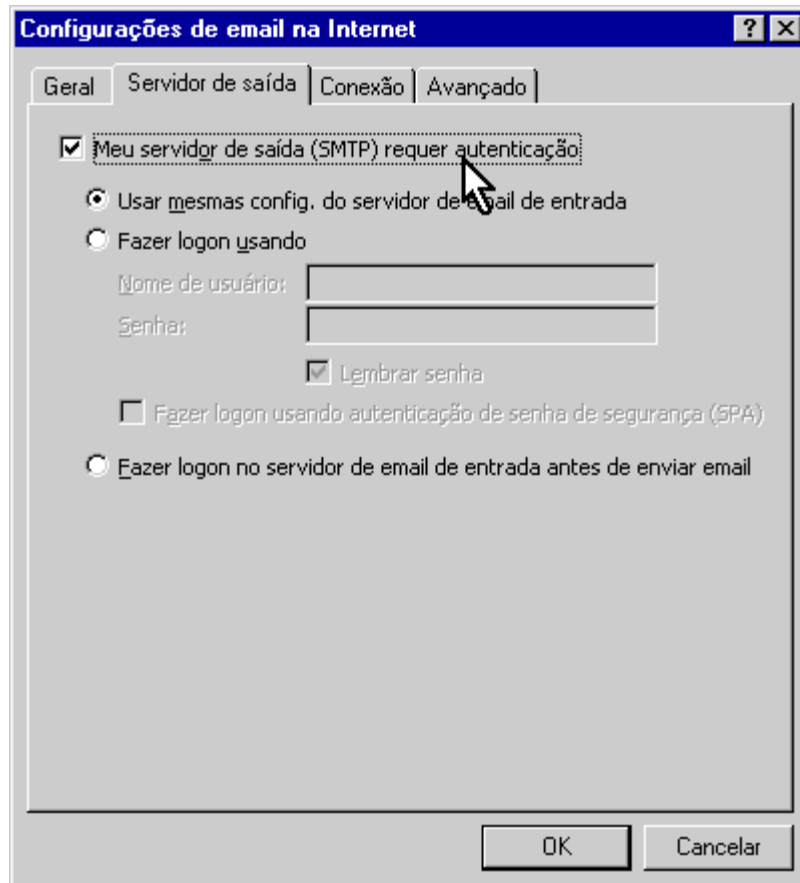 Configurações de email na Internet
Geral Servidor de saída Conexão Avançado
Meu servidor de saída (SMTP) requer autenticação
Usar mesmas config. do servidor de email de entrada
Fazer logon usando
Nome de usuário:
Senha:
Lembrar senha
Fazer logon usando autenticação de senha de segurança (SPA)
Fazer logon no servidor de email de entrada antes de enviar email
OK Cancelar